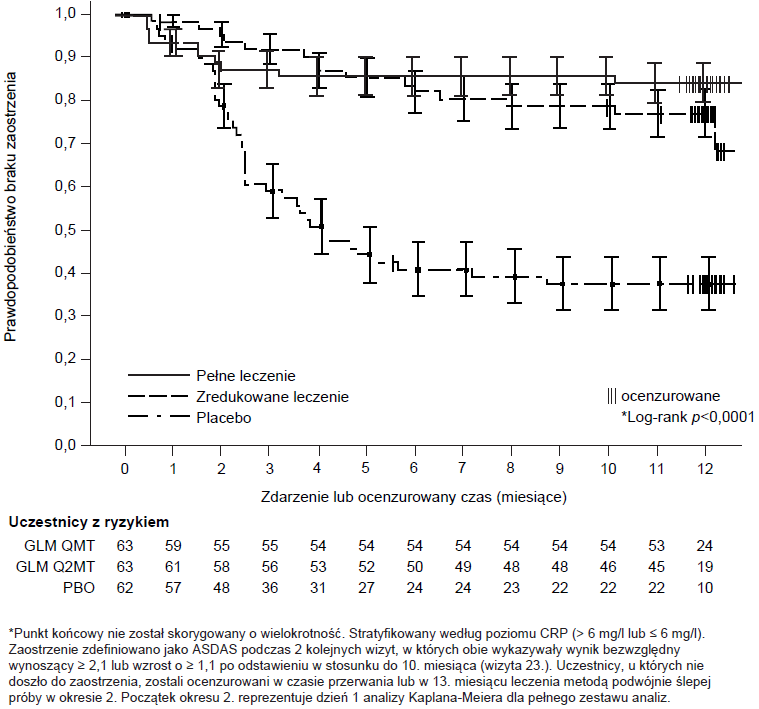 Prawdopodobieństwo braku zaostrzenia
1,0
0,9
0,8
0,7
0,6
0,5
0,4
0,3
0,2
0,1
0,0
Pełne leczenie
Zredukowane leczenie
Placebo
ocenzurowane
*Log-rank p<0,0001
0 1 2 3 4 5 6 7 8 9 10 11 12
Zdarzenie lub ocenzurowany czas (miesiące)
Uczestnicy z ryzykiem
GLM QMT 63 59 55 55 54 54 54 54 54 54 54 53 24
GLM Q2MT 63 61 58 56 53 52 50 49 48 48 46 45 19
PBO 62 57 48 36 31 27 24 24 23 22 22 22 10
*Punkt końcowy nie został skorygowany o wielokrotność. Stratyfikowany według poziomu CRP (> 6 mg/l lub ≤ 6 mg/l).
Zaostrzenie zdefiniowano jako ASDAS podczas 2 kolejnych wizyt, w których obie wykazywały wynik bezwzględny
wynoszący ≥ 2,1 lub wzrost o ≥ 1,1 po odstawieniu w stosunku do 10. miesiąca (wizyta 23.). Uczestnicy, u których nie
doszło do zaostrzenia, zostali ocenzurowani w czasie przerwania lub w 13. miesiącu leczenia metodą podwójnie ślepej
próby w okresie 2. Początek okresu 2. reprezentuje dzień 1 analizy Kaplana-Meiera dla pełnego zestawu analiz.